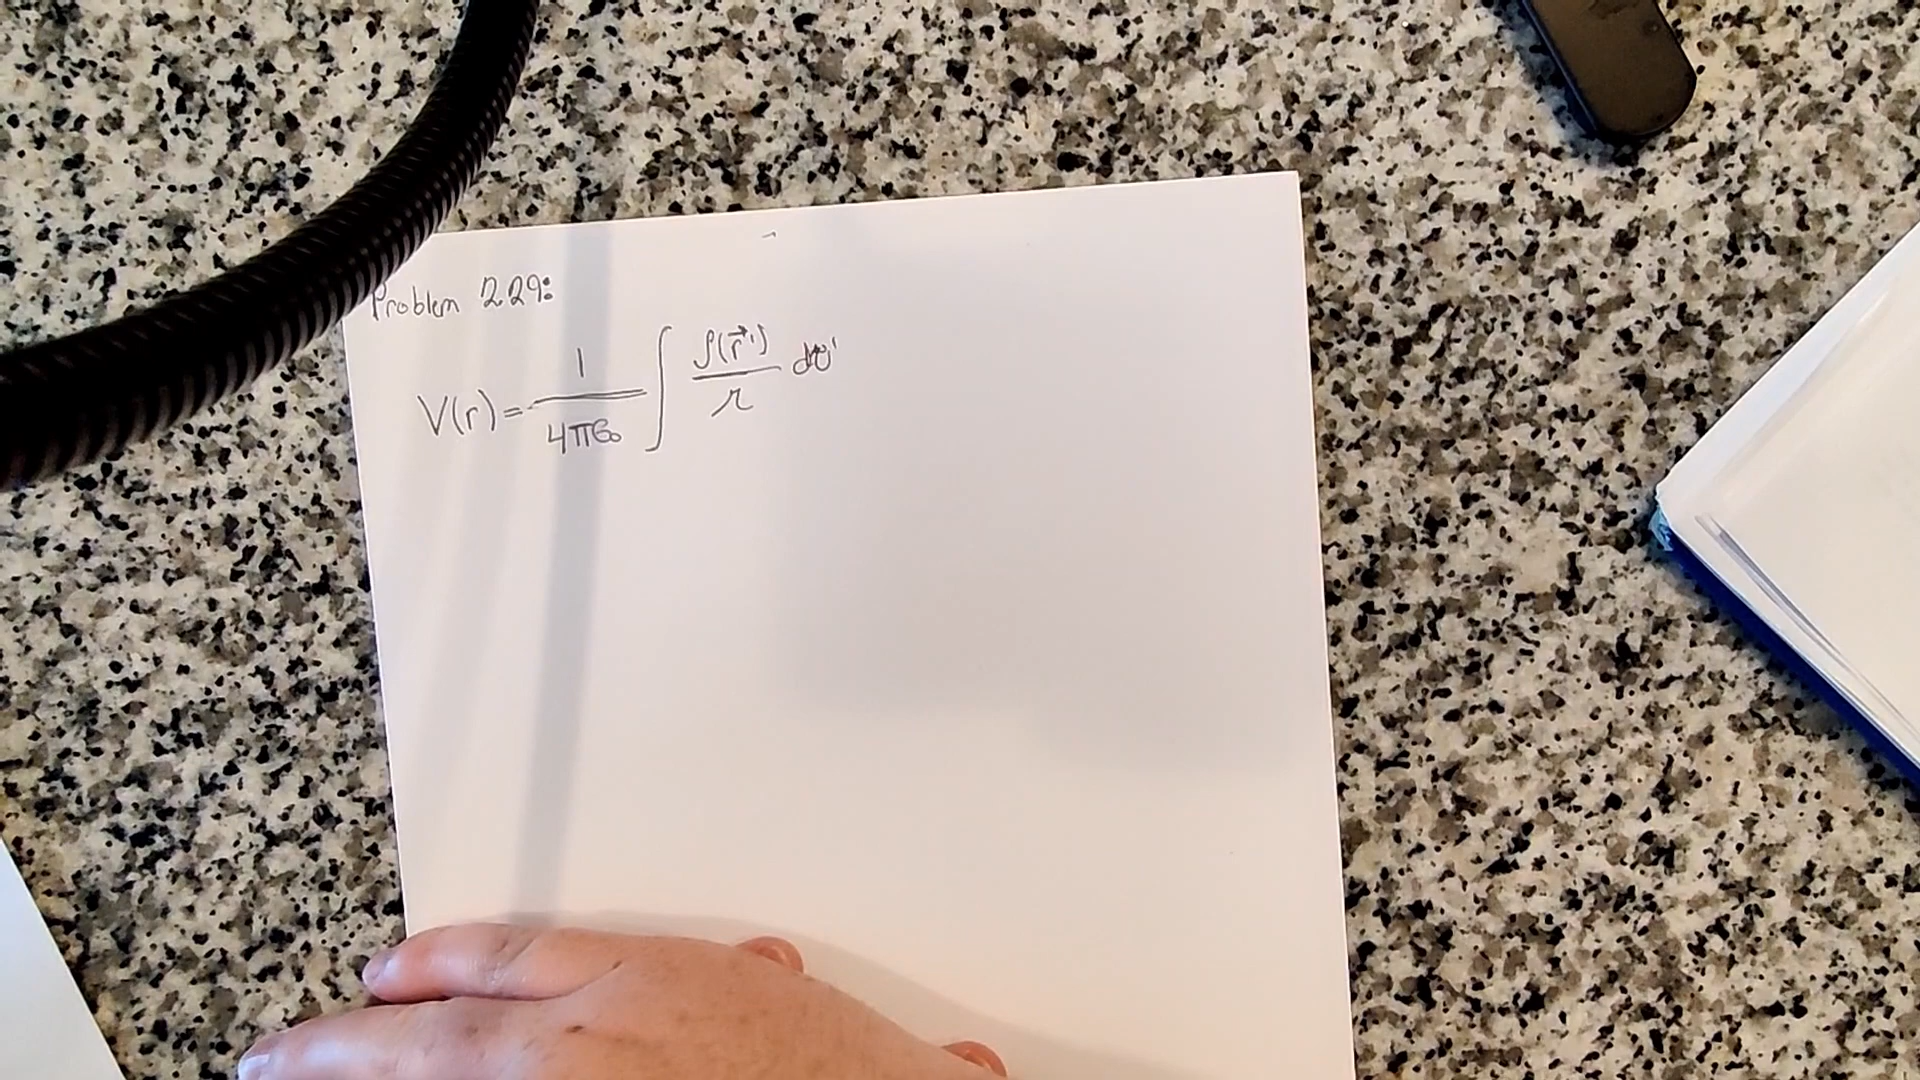 Problem 2.29:
V(r) = 1/4πϵ₀ ∫ ρ(r⃗')/𝓇 dτ'